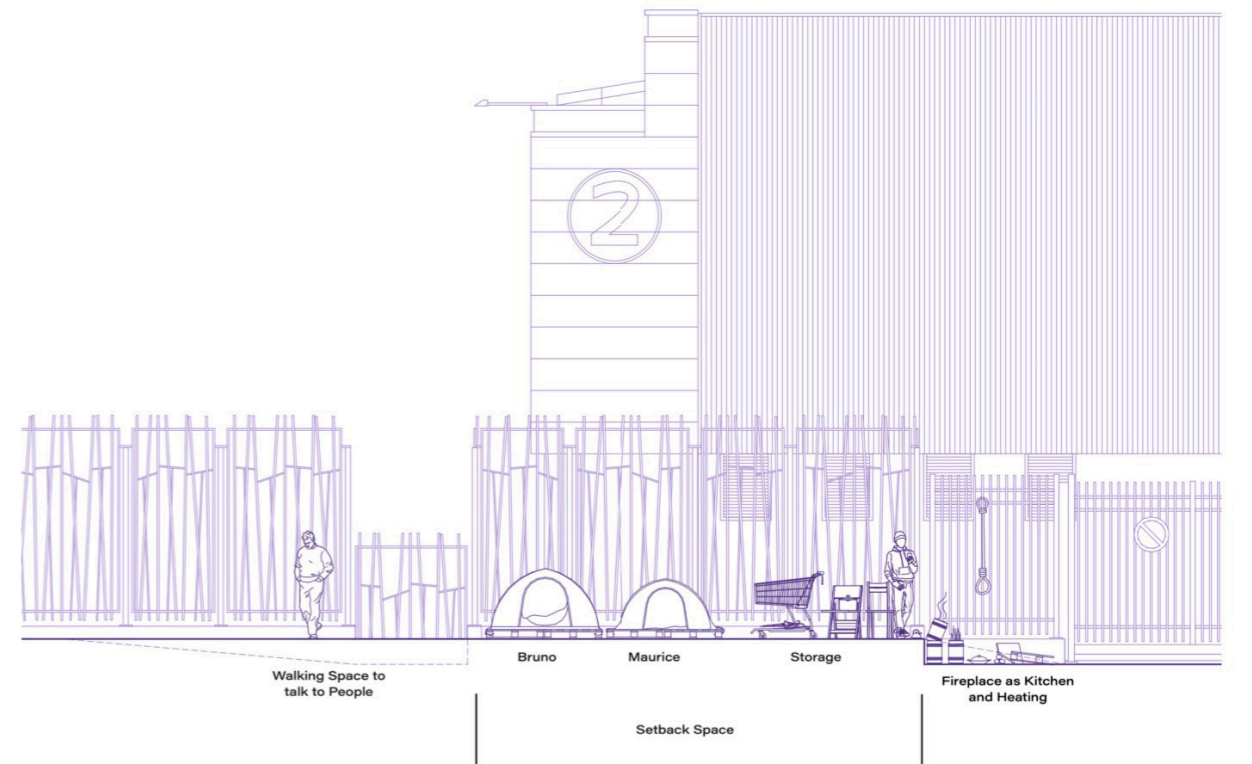 2
Bruno
Maurice
Storage
Walking Space to
talk to People
Fireplace as Kitchen
and Heating
Setback Space